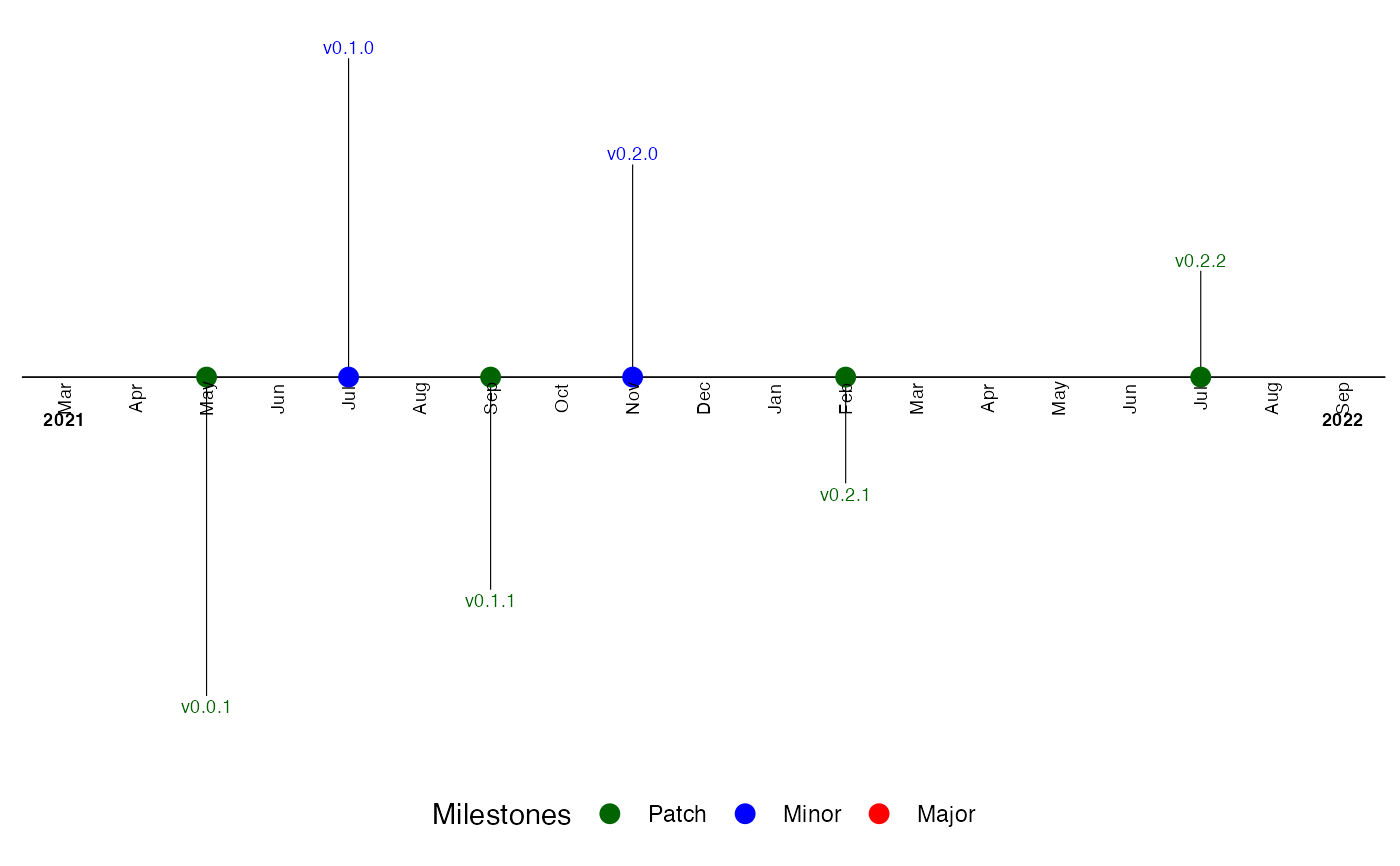 v0.1.0
v0.2.0
v0.2.2
Mar Apr May Jun Jul Aug Sep Oct Nov Dec Jan Feb Mar Apr May Jun Jul Aug Sep
2021 2022
v0.2.1
v0.1.1
v0.0.1
Milestones Patch Minor Major